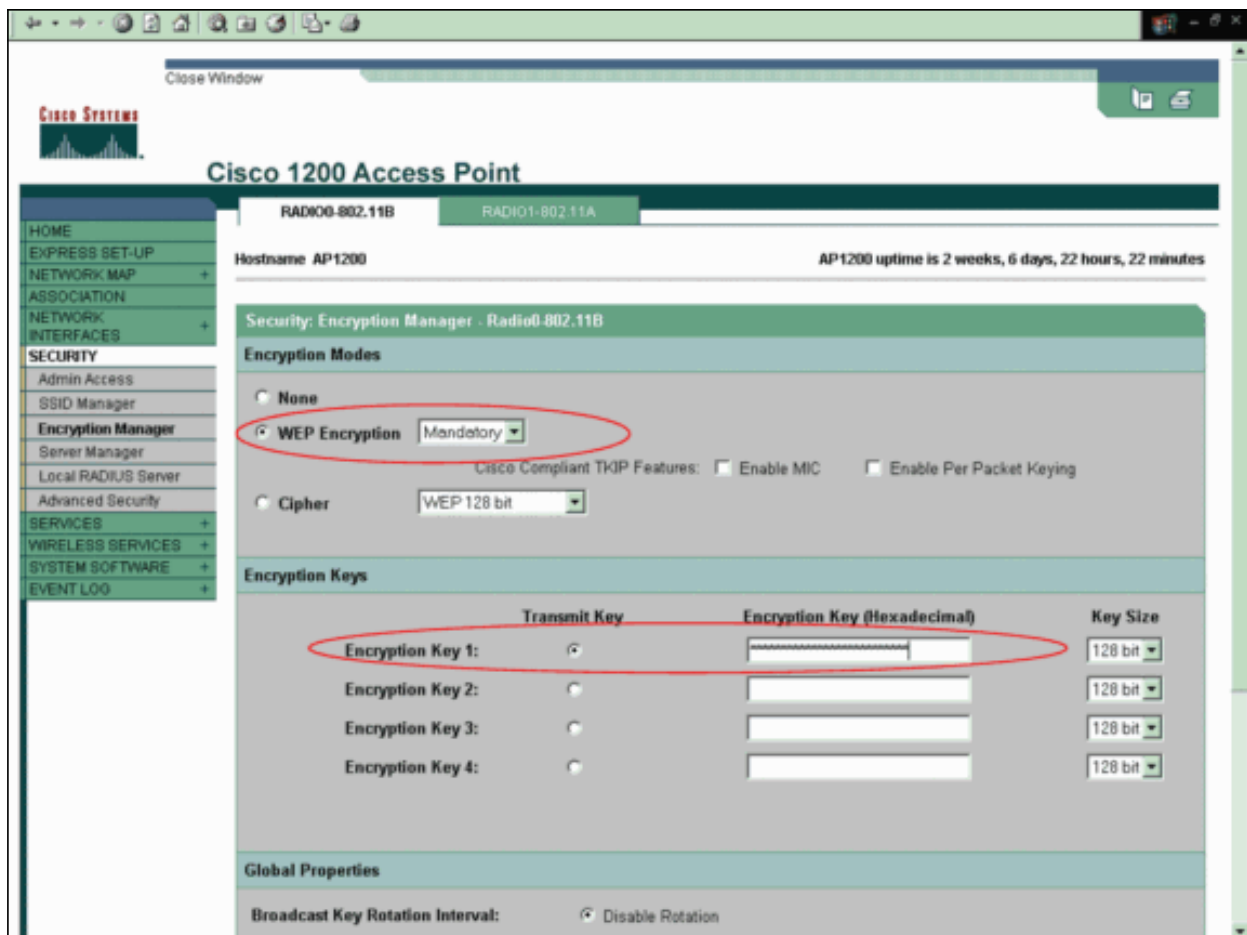 Close Window
CISCO SYSTEMS
Cisco 1200 Access Point
RADIO0-802.11B
RADIO1-802.11A
HOME
EXPRESS SET-UP
NETWORK MAP +
ASSOCIATION
NETWORK
INTERFACES +
SECURITY
Admin Access
SSID Manager
Encryption Manager
Server Manager
Local RADIUS Server
Advanced Security
SERVICES +
WIRELESS SERVICES +
SYSTEM SOFTWARE +
EVENT LOG +
Hostname AP1200
AP1200 uptime is 2 weeks, 6 days, 22 hours, 22 minutes
Security: Encryption Manager - Radio0-802.11B
Encryption Modes
None
WEP Encryption Mandatory
Cisco Compliant TKIP Features: Enable MIC Enable Per Packet Keying
Cipher WEP 128 bit
Encryption Keys
Transmit Key Encryption Key (Hexadecimal) Key Size
Encryption Key 1: 128 bit
Encryption Key 2: 128 bit
Encryption Key 3: 128 bit
Encryption Key 4: 128 bit
Global Properties
Broadcast Key Rotation Interval: Disable Rotation